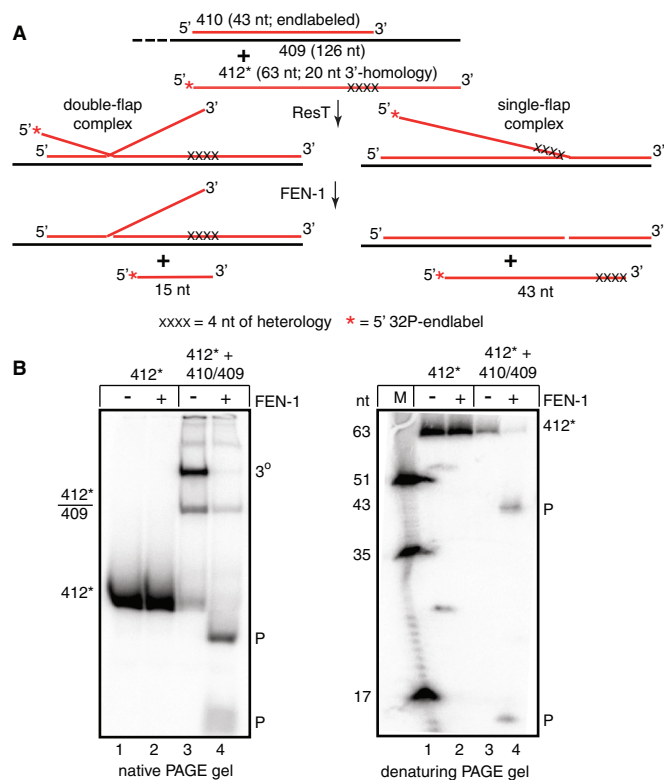 A
5’ 410 (43 nt; endlabeled) 3’
+ 409 (126 nt)
5’* 412* (63 nt; 20 nt 3’-homology) 3’
xxxx
double-flap complex
ResT
single-flap complex
5’* 3’ 5’*
5’ xxxx 3’ 5’ xxxx 3’
FEN-1
3’
5’ xxxx 3’ 5’ 3’
+ +
5’* 3’ 5’* xxxx 3’
15 nt 43 nt
xxxx = 4 nt of heterology * = 5’ 32P-endlabel
B
412* 412* + 410/409
- + - + FEN-1
3º
412*
409
412*
P
P
1 2 3 4
native PAGE gel
412* 412* + 410/409
nt M - + - + FEN-1
63 412*
51
43 P
35
17
P
1 2 3 4
denaturing PAGE gel